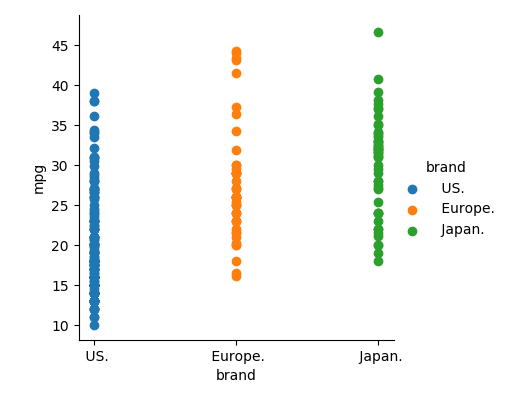 45
40
35
30
25
20
15
10
mpg
US. Europe. Japan.
brand
brand
US.
Europe.
Japan.